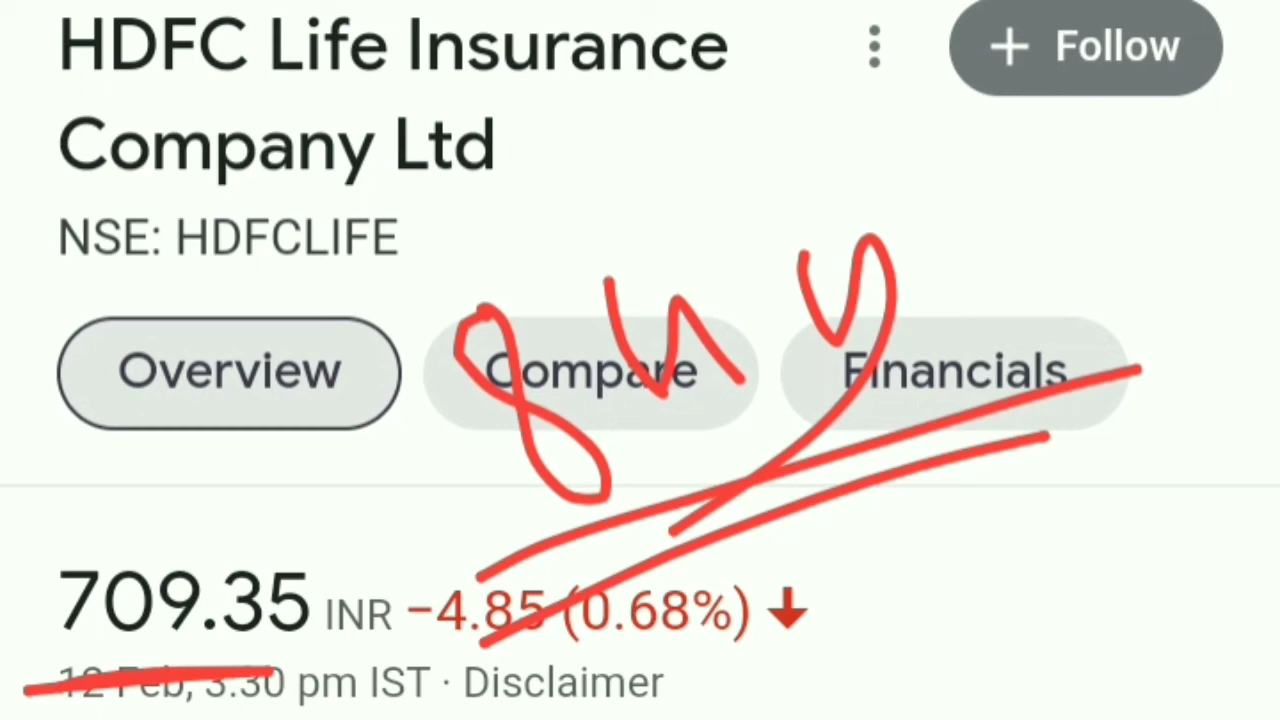 HDFC Life Insurance
Company Ltd
+ Follow
NSE: HDFCLIFE
Buy
Overview
Compare
Financials
709.35 INR −4.85 (0.68%) ↓
12 Feb, 3:30 pm IST · Disclaimer